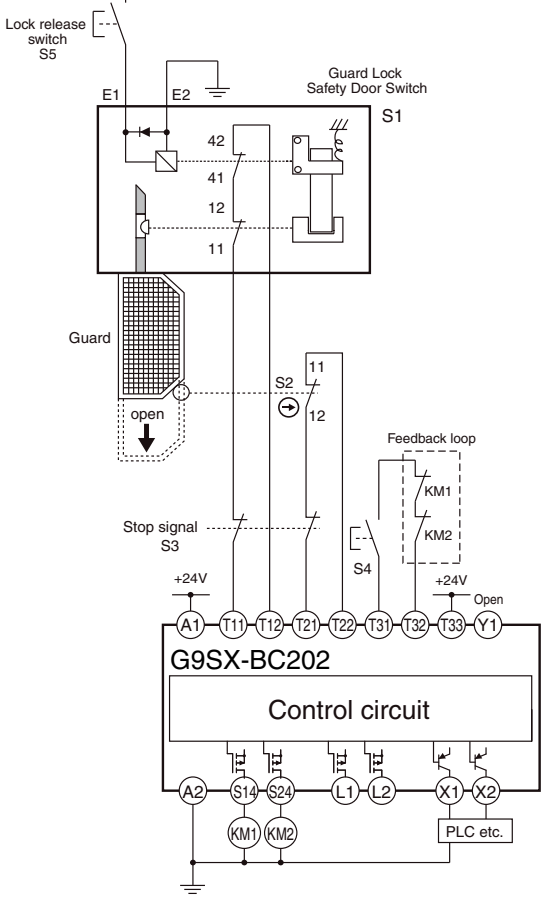 Lock release
switch
S5
Guard Lock
Safety Door Switch
E1
E2
S1
42
41
12
11
Guard
open
S2
11
12
Feedback loop
KM1
KM2
Stop signal
S3
S4
+24V
+24V
Open
A1
T11
T12
T21
T22
T31
T32
T33
Y1
G9SX-BC202
Control circuit
A2
S14
S24
L1
L2
X1
X2
KM1
KM2
PLC etc.